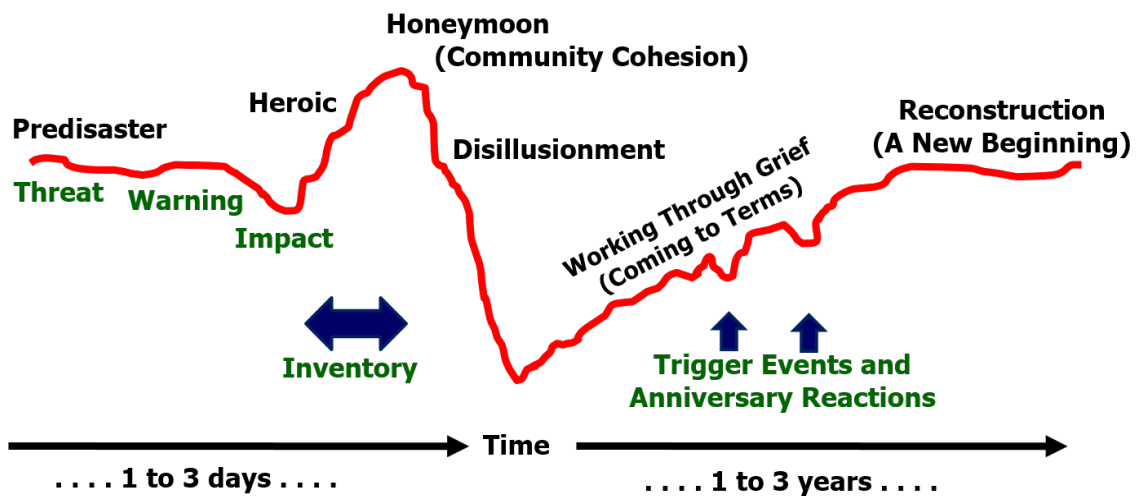 Honeymoon
(Community Cohesion)
Heroic
Predisaster
Reconstruction
(A New Beginning)
Disillusionment
Threat
Warning
Impact
Working Through Grief
(Coming to Terms)
Inventory
Trigger Events and
Anniversary Reactions
Time
. . . . 1 to 3 days . . . .
. . . . 1 to 3 years . . . .